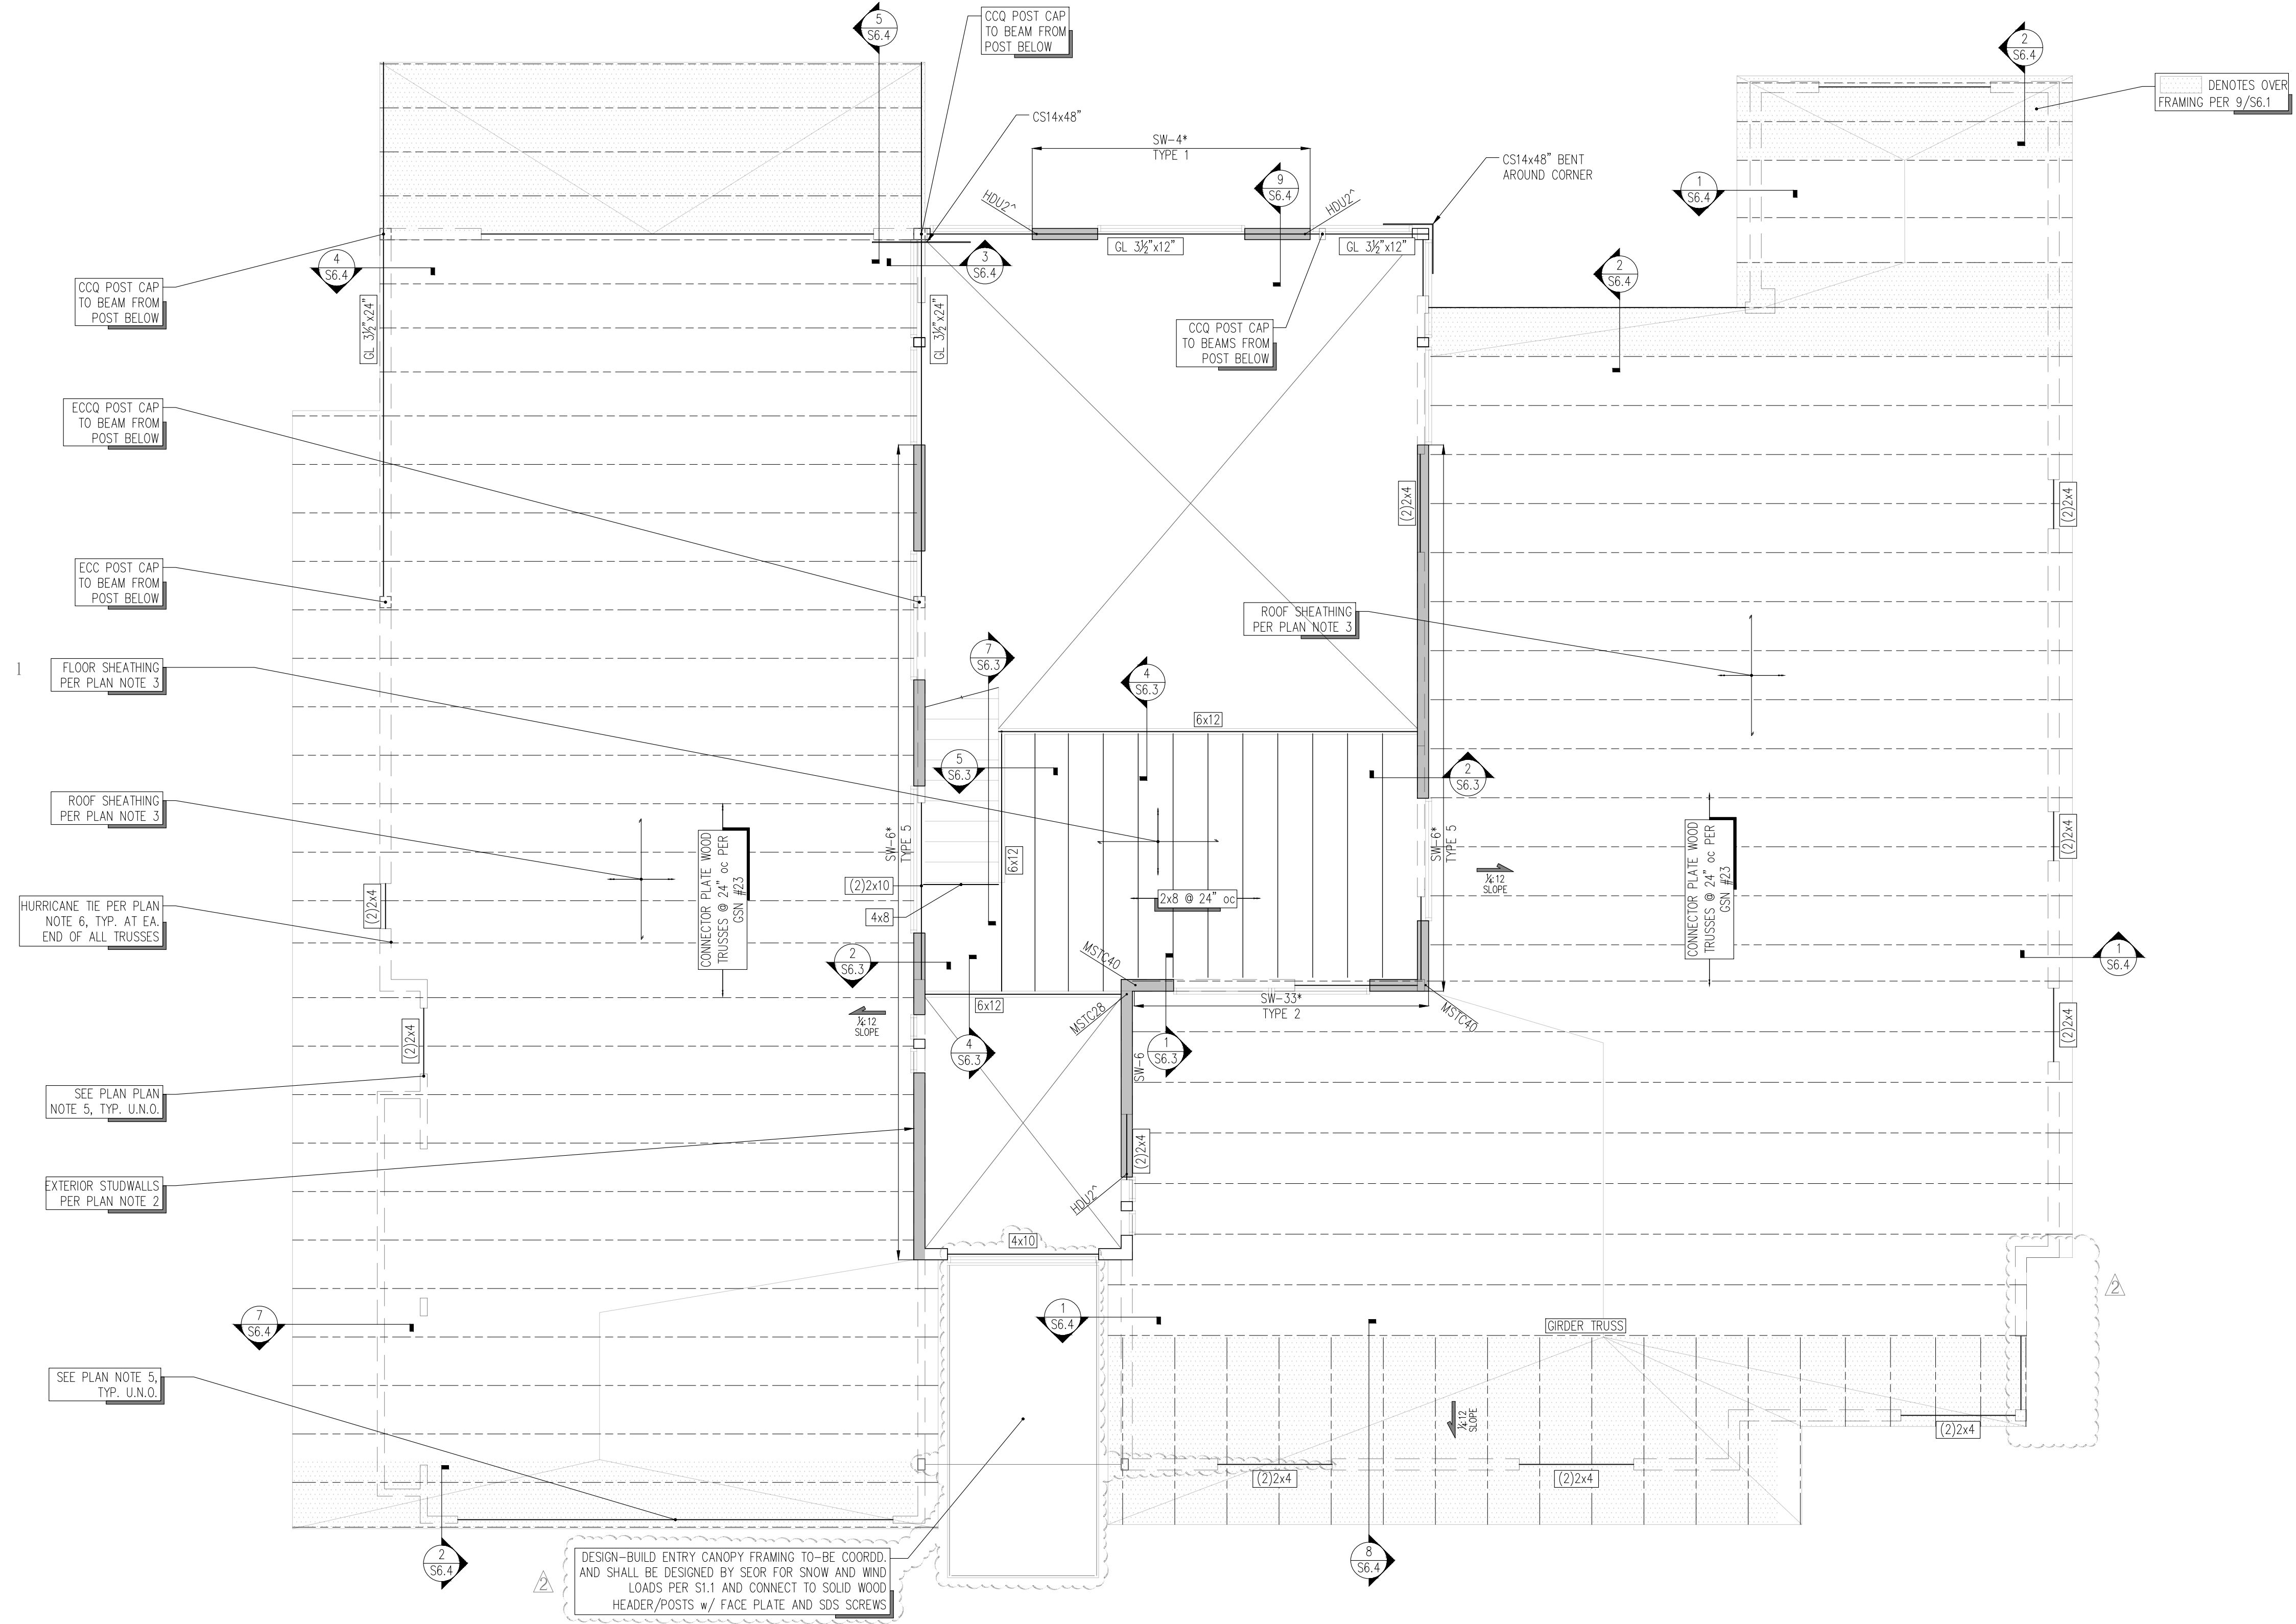 5
S6.4
CCQ POST CAP
TO BEAM FROM
POST BELOW
2
S6.4
DENOTES OVER
FRAMING PER 9/S6.1
CS14x48"
SW-4*
TYPE 1
CS14x48" BENT
AROUND CORNER
9
S6.4
1
S6.4
HDU2^
HDU2^
GL 3½"x12"
GL 3½"x12"
4
S6.4
3
S6.4
2
S6.4
CCQ POST CAP
TO BEAM FROM
POST BELOW
GL 3½"x24"
GL 3½"x24"
CCQ POST CAP
TO BEAMS FROM
POST BELOW
ECCQ POST CAP
TO BEAM FROM
POST BELOW
(2)2x4
(2)2x4
ECC POST CAP
TO BEAM FROM
POST BELOW
ROOF SHEATHING
PER PLAN NOTE 3
1
FLOOR SHEATHING
PER PLAN NOTE 3
7
S6.3
4
S6.3
6x12
5
S6.3
2
S6.3
ROOF SHEATHING
PER PLAN NOTE 3
CONNECTOR PLATE WOOD
TRUSSES @ 24" oc PER
GSN #23
SW-6*
TYPE 5
6x12
SW-6*
TYPE 5
CONNECTOR PLATE WOOD
TRUSSES @ 24" oc PER
GSN #23
(2)2x4
¼:12
SLOPE
(2)2x10
4x8
2x8 @ 24" oc
HURRICANE TIE PER PLAN
NOTE 6, TYP. AT EA.
END OF ALL TRUSSES
(2)2x4
2
S6.3
MSTC40
1
S6.4
6x12
SW-33*
TYPE 2
MSTC40
MSTC28
¼:12
SLOPE
(2)2x4
(2)2x4
4
S6.3
1
S6.3
SW-6
SEE PLAN PLAN
NOTE 5, TYP. U.N.O.
(2)2x4
EXTERIOR STUDWALLS
PER PLAN NOTE 2
HDU2^
4x10
2
7
S6.4
1
S6.4
GIRDER TRUSS
SEE PLAN NOTE 5,
TYP. U.N.O.
¼:12
SLOPE
(2)2x4
(2)2x4
(2)2x4
2
S6.4
2
DESIGN-BUILD ENTRY CANOPY FRAMING TO-BE COORDD.
AND SHALL BE DESIGNED BY SEOR FOR SNOW AND WIND
LOADS PER S1.1 AND CONNECT TO SOLID WOOD
HEADER/POSTS w/ FACE PLATE AND SDS SCREWS
8
S6.4